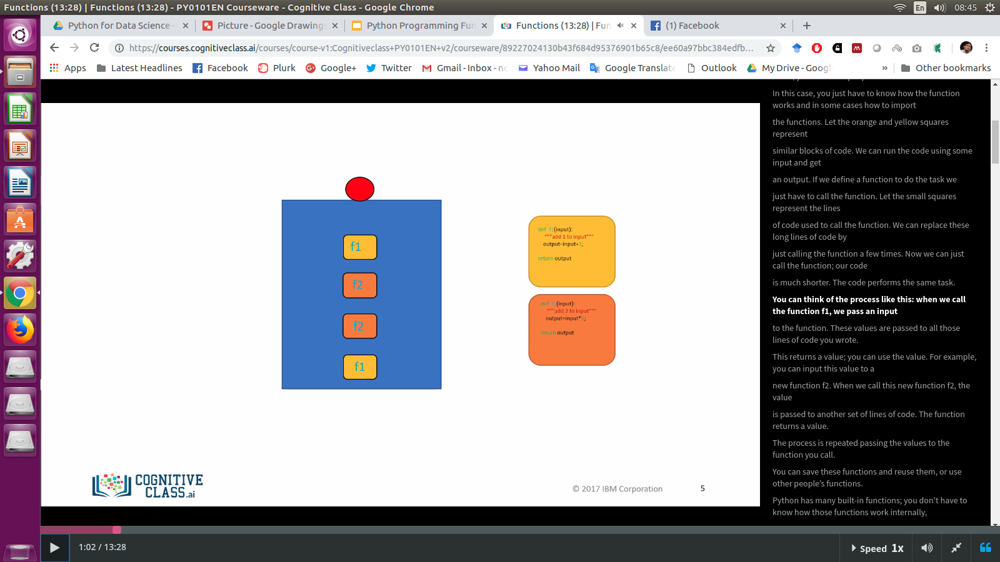 Functions (13:28) | Functions (13:28) - PY0101EN Courseware - Cognitive Class - Google Chrome
En
08:45
Python for Data Science -
Picture - Google Drawings
Python Programming Fun
Functions (13:28) | Fun
(1) Facebook
https://courses.cognitiveclass.ai/courses/course-v1:Cognitiveclass+PY0101EN+v2/courseware/89227024130b43f684d95376901b65c8/ee60a97bbc384edfb...
Apps
Latest Headlines
Facebook
Plurk
Google+
Twitter
Gmail - Inbox - no
Yahoo Mail
Google Translate
Outlook
My Drive - Googl
»
Other bookmarks
f1
f2
f2
f1
def f1(input):
"""add 1 to input"""
output=input+1;
return output
def f2(input):
"""add 2 to input"""
output=input*2;
return output
COGNITIVE
CLASS.ai
© 2017 IBM Corporation
5
In this case, you just have to know how the function
works and in some cases how to import
the functions. Let the orange and yellow squares
represent
similar blocks of code. We can run the code using some
input and get
an output. If we define a function to do the task we
just have to call the function. Let the small squares
represent the lines
of code used to call the function. We can replace these
long lines of code by
just calling the function a few times. Now we can just
call the function; our code
is much shorter. The code performs the same task.
You can think of the process like this: when we call
the function f1, we pass an input
to the function. These values are passed to all those
lines of code you wrote.
This returns a value; you can use the value. For example,
you can input this value to a
new function f2. When we call this new function f2, the
value
is passed to another set of lines of code. The function
returns a value.
The process is repeated passing the values to the
function you call.
You can save these functions and reuse them, or use
other people's functions.
Python has many built-in functions; you don't have to
know how those functions work internally,
1:02 / 13:28
Speed 1x